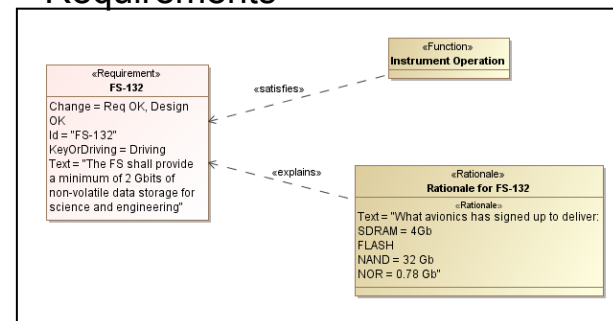 Requirements
«Requirement»
FS-132
Change = Req OK, Design
OK
Id = "FS-132"
KeyOrDriving = Driving
Text = "The FS shall provide
a minimum of 2 Gbits of
non-volatile data storage for
science and engineering"
«satisfies»
«Function»
Instrument Operation
«explains»
«Rationale»
Rationale for FS-132
«Rationale»
Text = "What avionics has signed up to deliver:
SDRAM = 4Gb
FLASH
NAND = 32 Gb
NOR = 0.78 Gb"